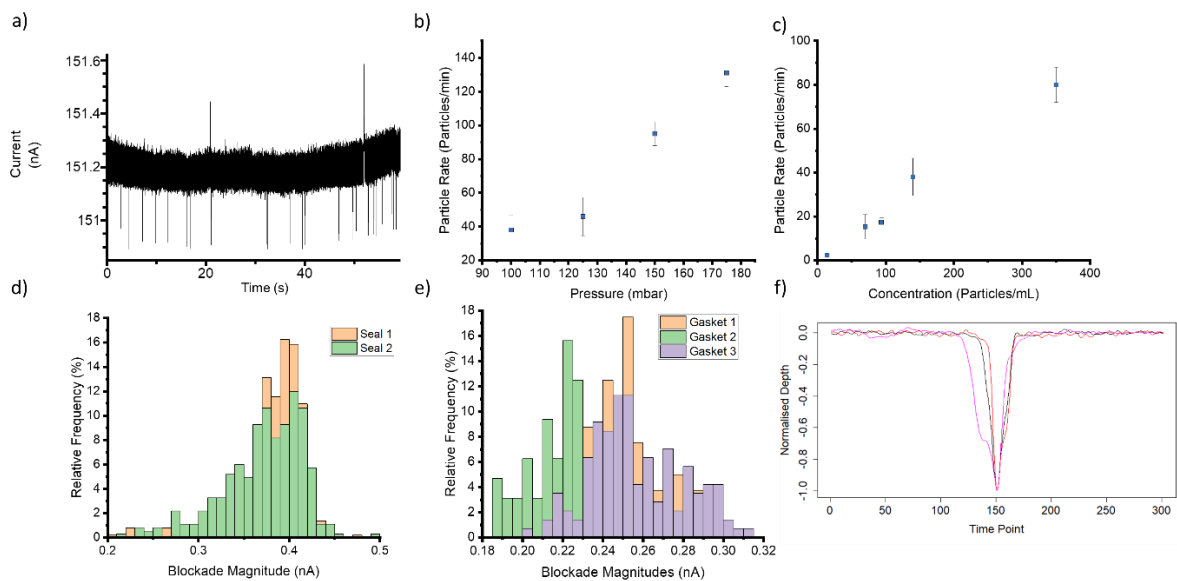 a)
151.6
151.4
151.2
151
Current
(nA)
0 20 40
Time (s)
b)
140
120
100
80
60
40
Particle Rate (Particles/min)
90 100 110 120 130 140 150 160 170 180
Pressure (mbar)
c)
100
80
60
40
20
0
Particle Rate (Particles/min)
0 100 200 300 400
Concentration (Particles/mL)
d)
18
16
14
12
10
8
6
4
2
0
Relative Frequency (%)
Seal 1
Seal 2
0.2 0.3 0.4 0.5
Blockade Magnitude (nA)
e)
18
16
14
12
10
8
6
4
2
0
Relative Frequency (%)
Gasket 1
Gasket 2
Gasket 3
0.18 0.20 0.22 0.24 0.26 0.28 0.30 0.32
Blockade Magnitudes (nA)
f)
0.0
-0.2
-0.4
-0.6
-0.8
-1.0
Normalised Depth
0 50 100 150 200 250 300
Time Point